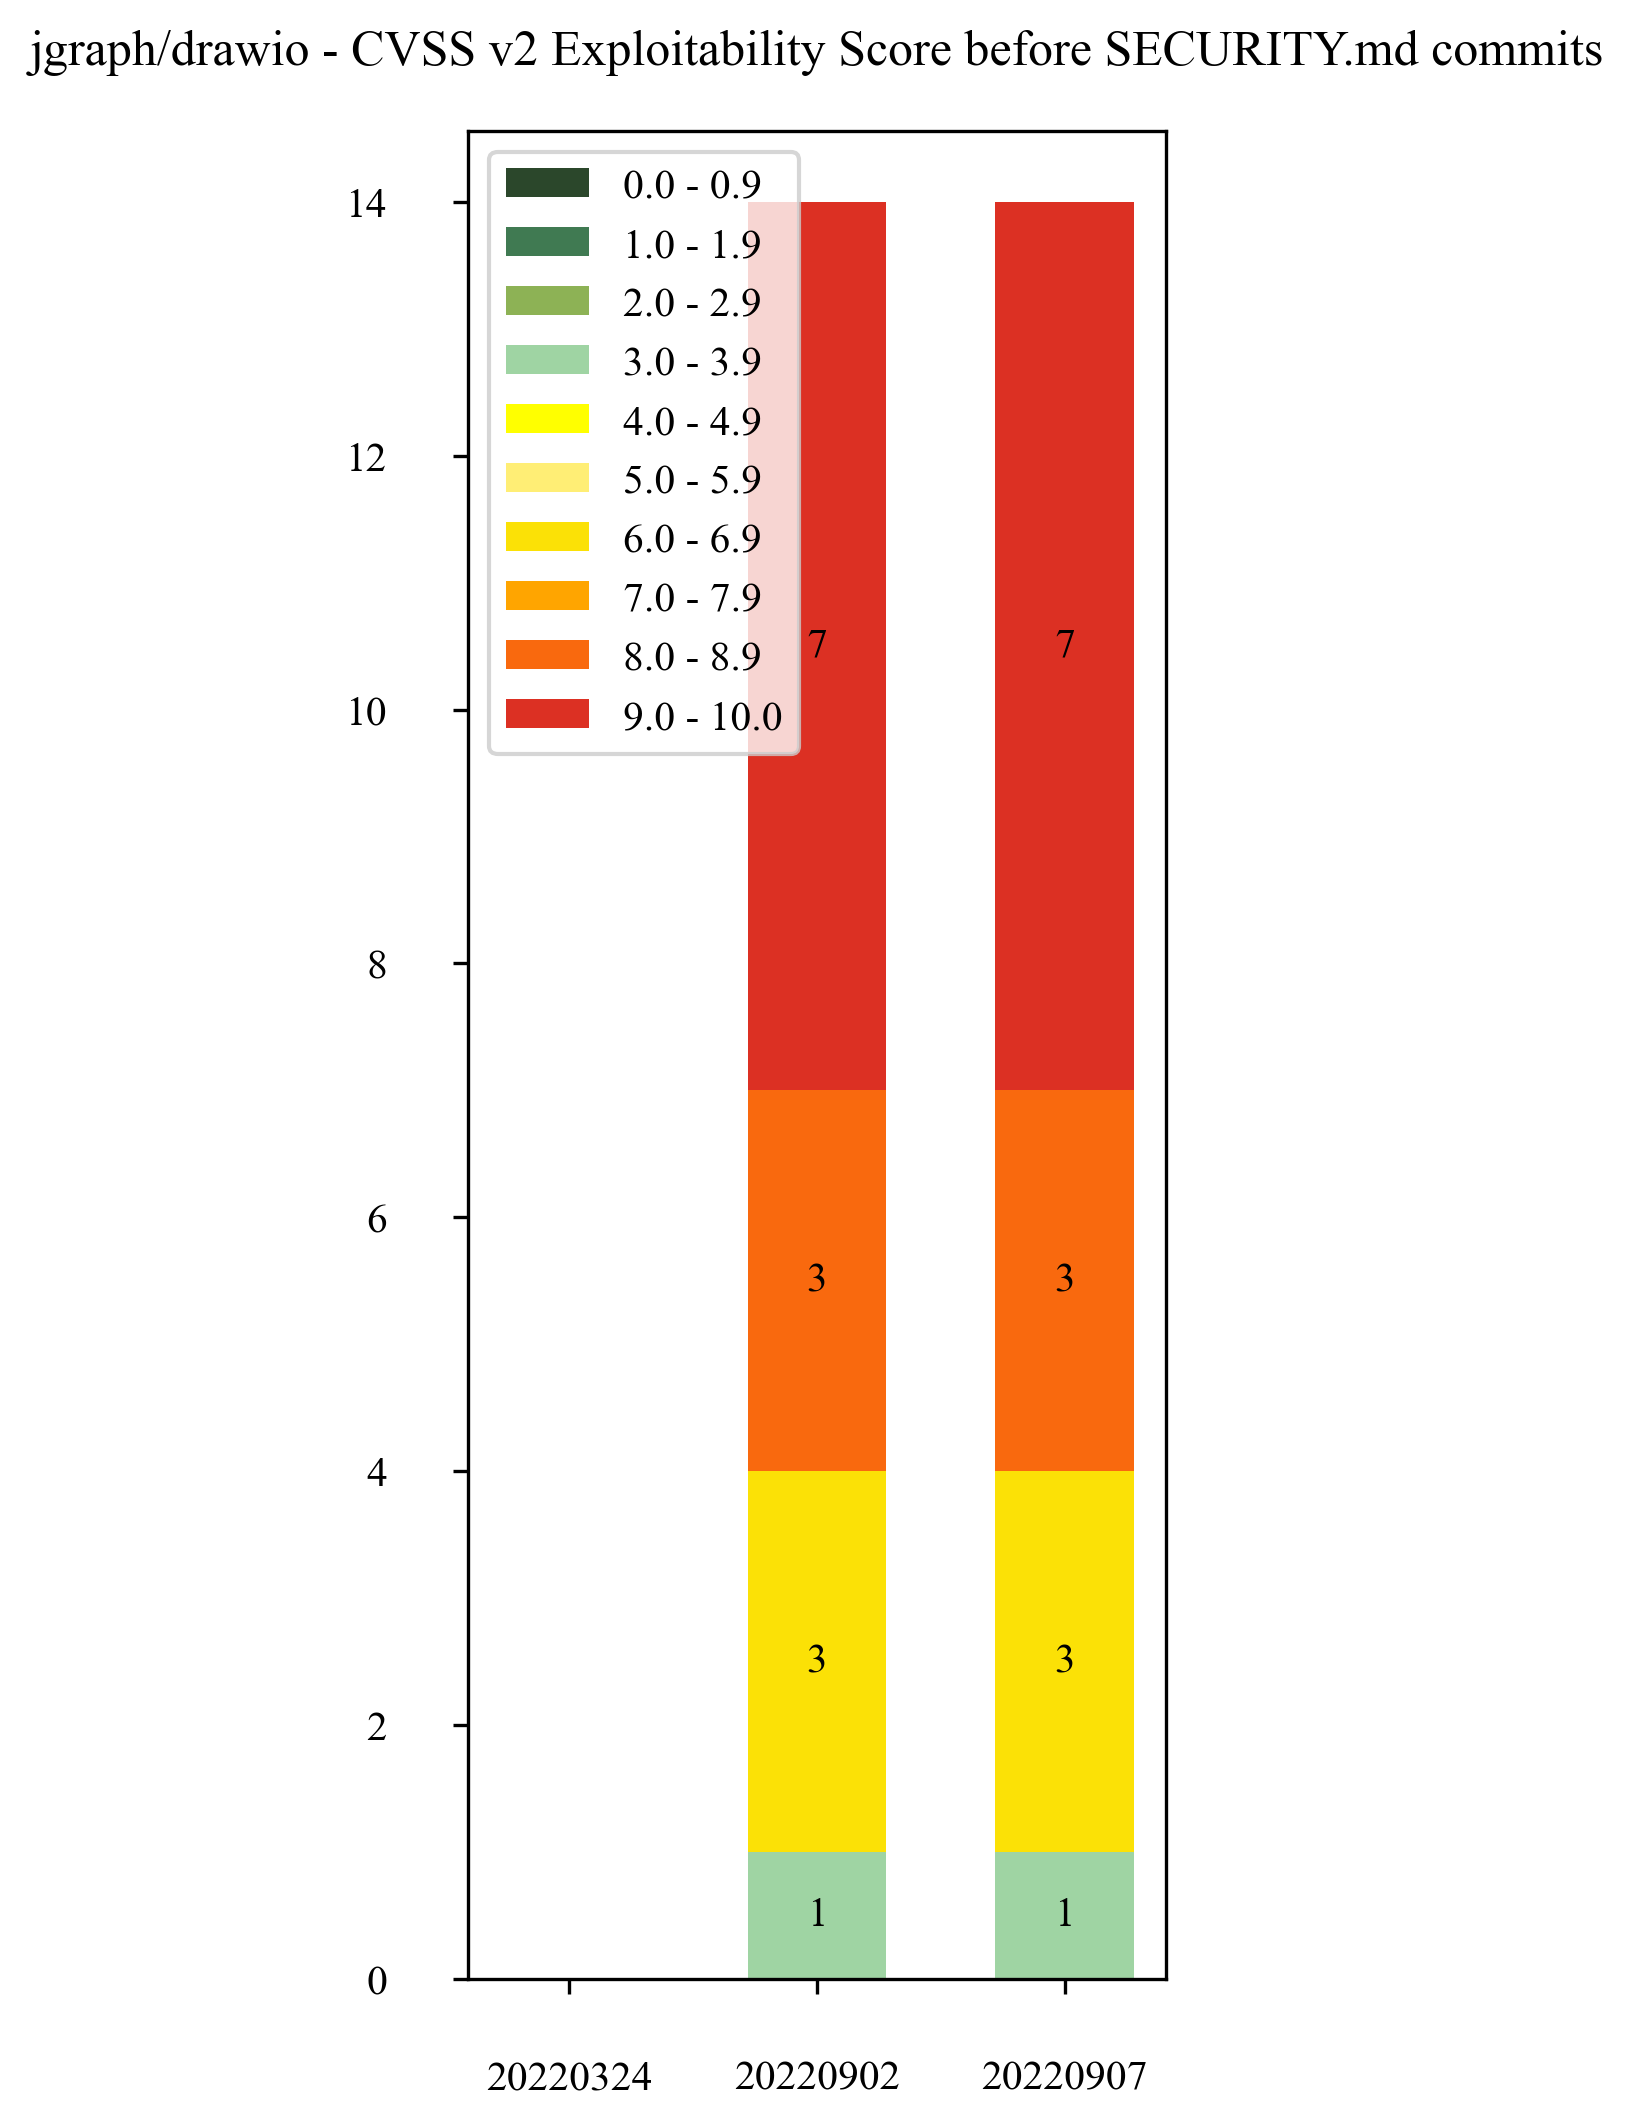 jgraph/drawio - CVSS v2 Exploitability Score before SECURITY.md commits
0.0 - 0.9
1.0 - 1.9
2.0 - 2.9
3.0 - 3.9
4.0 - 4.9
5.0 - 5.9
6.0 - 6.9
7.0 - 7.9
8.0 - 8.9
9.0 - 10.0
14
12
10
8
6
4
2
0
7 7
3 3
3 3
1 1
20220324 20220902 20220907